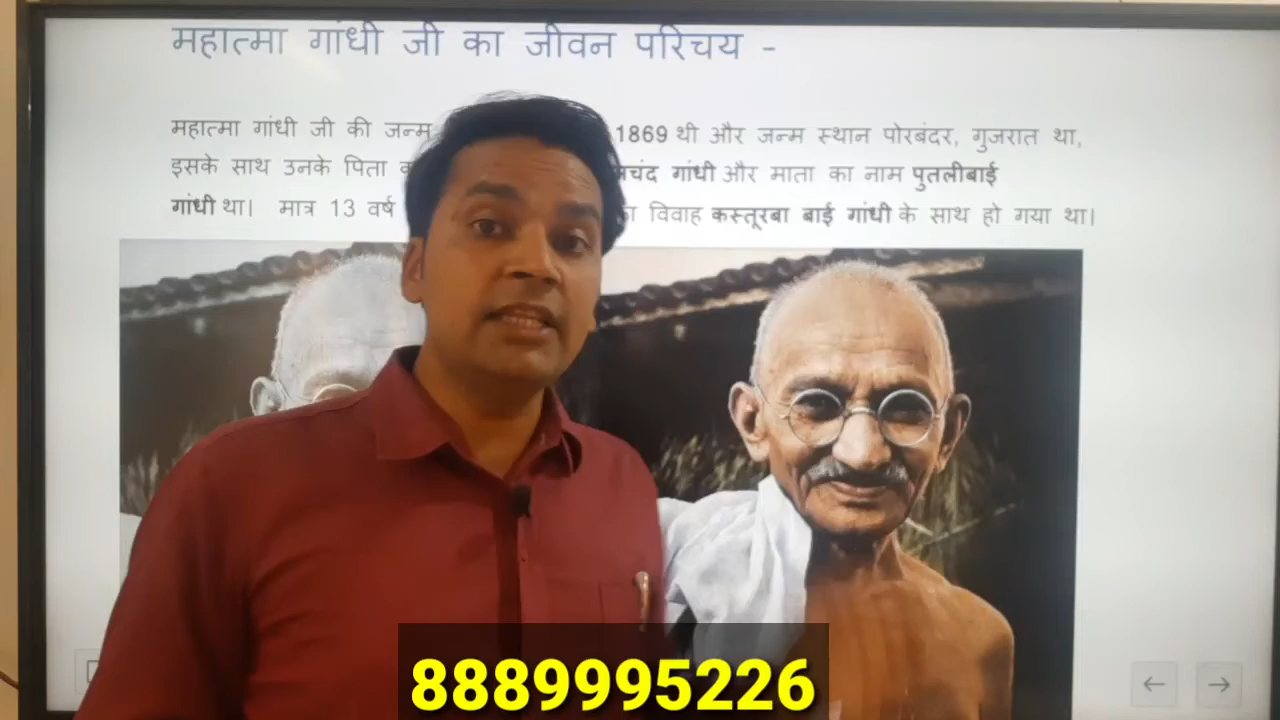 महात्मा गांधी जी का जीवन परिचय -
महात्मा गांधी जी की जन्म 1869 थी और जन्म स्थान पोरबंदर, गुजरात था,
इसके साथ उनके पिता गांधी और माता का नाम पुतलीबाई
गांधी था। मात्र 13 वर्ष विवाह कस्तूरबा बाई गांधी के साथ हो गया था।
8889995226